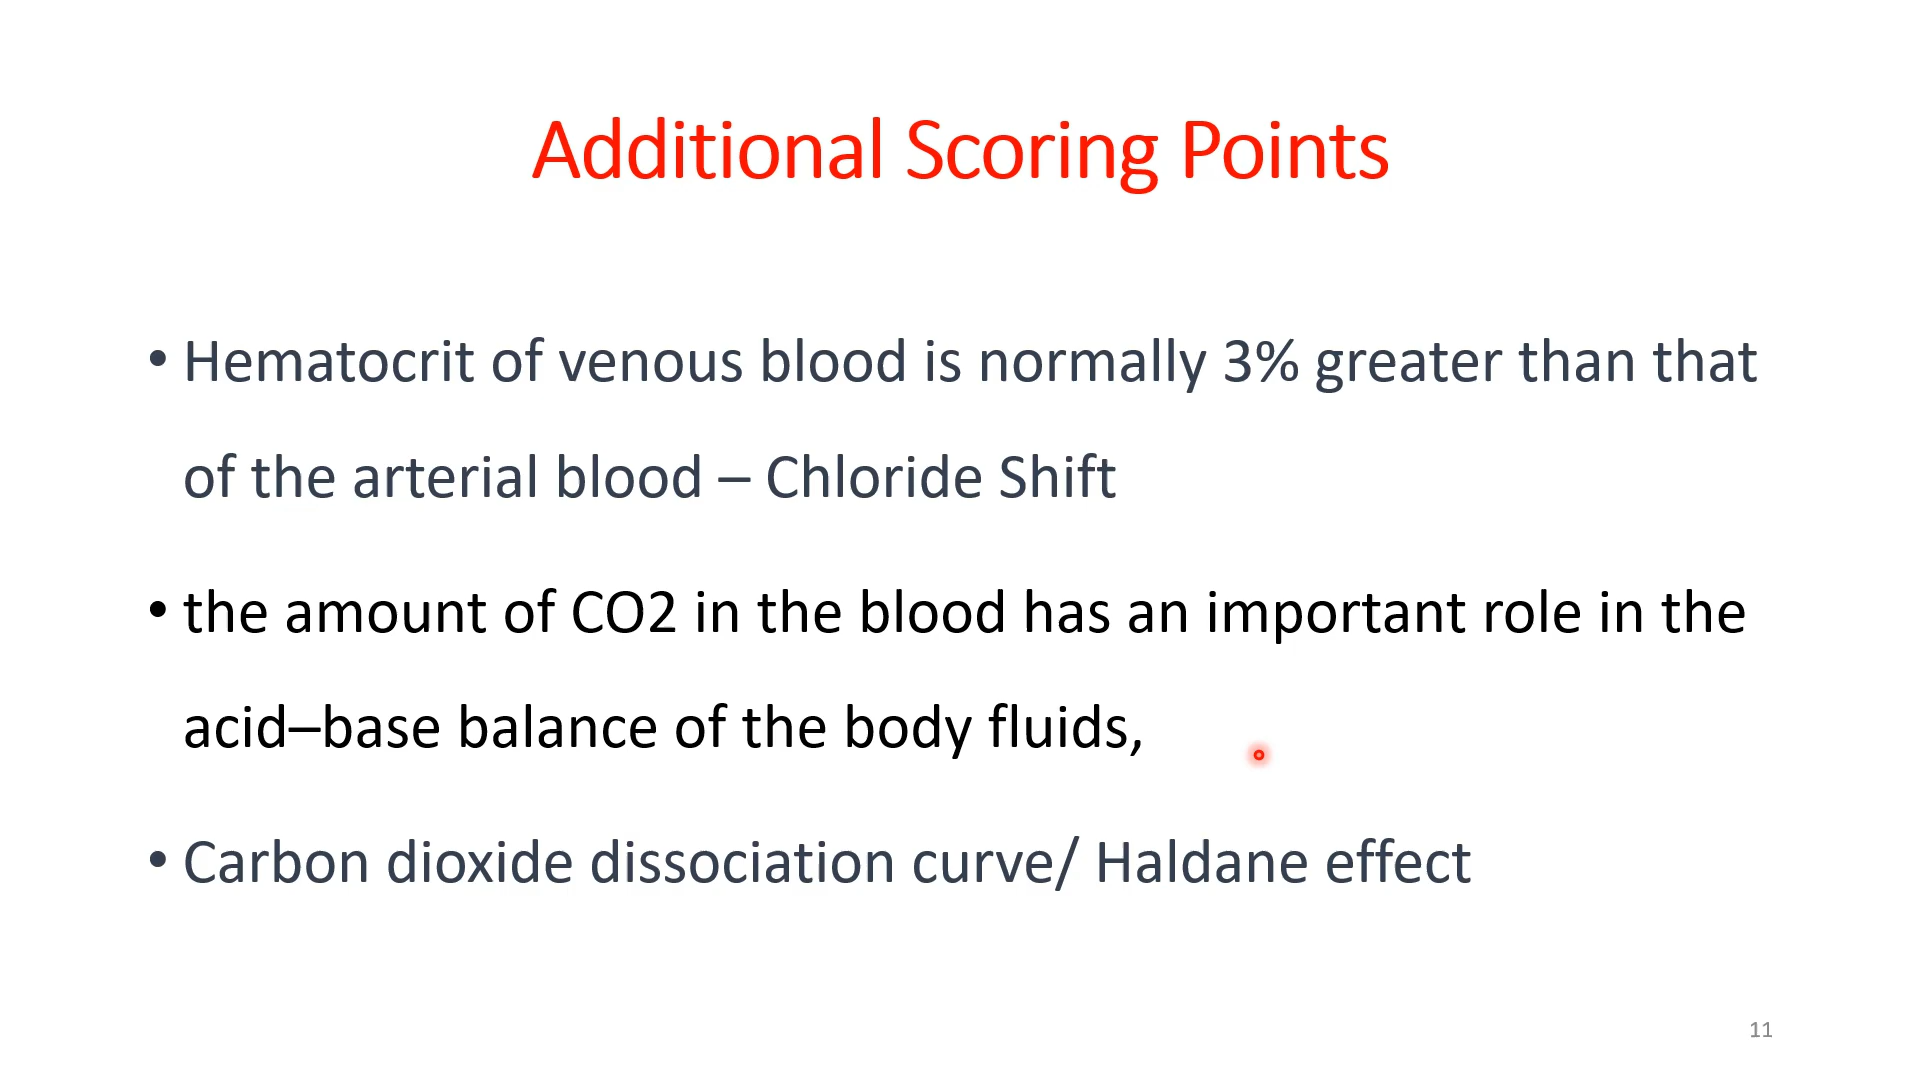 Additional Scoring Points
• Hematocrit of venous blood is normally 3% greater than that
of the arterial blood – Chloride Shift
• the amount of CO2 in the blood has an important role in the
acid–base balance of the body fluids,
• Carbon dioxide dissociation curve/ Haldane effect
11